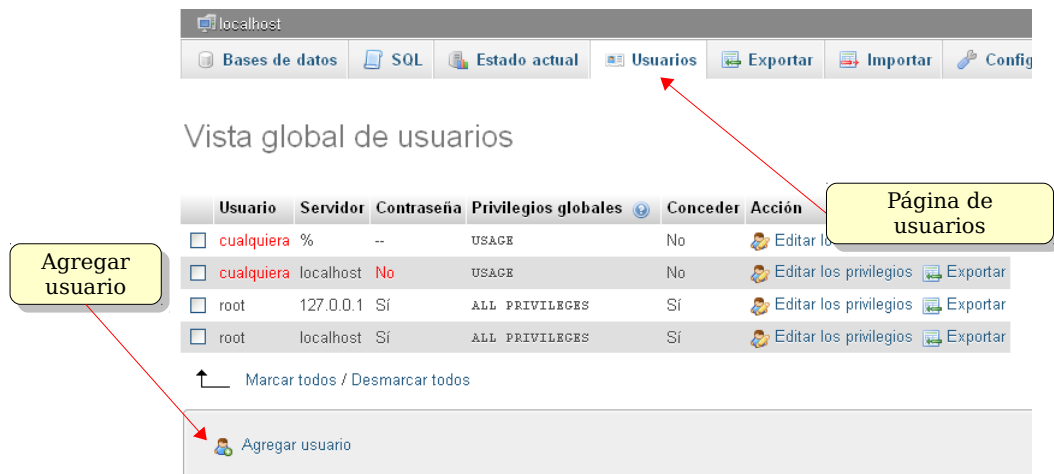 localhost
Bases de datos SQL Estado actual Usuarios Exportar Importar Config
Vista global de usuarios
Usuario Servidor Contraseña Privilegios globales Conceder Acción
Página de
usuarios
cualquiera % -- USAGE No Editar lo
Agregar
usuario
cualquiera localhost No USAGE No Editar los privilegios Exportar
root 127.0.0.1 Sí ALL PRIVILEGES Sí Editar los privilegios Exportar
root localhost Sí ALL PRIVILEGES Sí Editar los privilegios Exportar
Marcar todos / Desmarcar todos
Agregar usuario